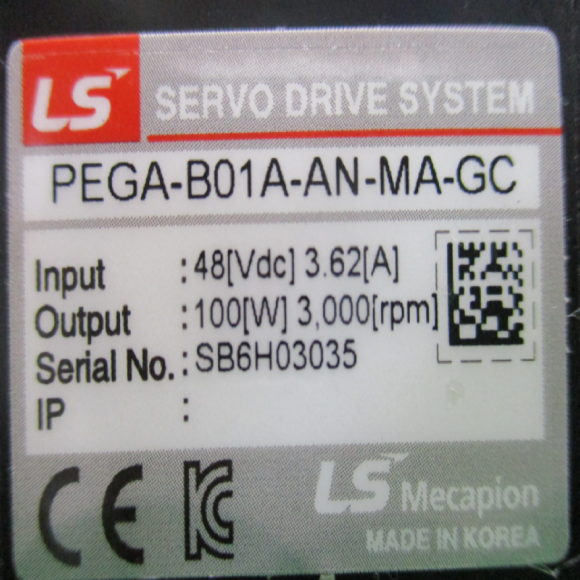 LS SERVO DRIVE SYSTEM
PEGA-B01A-AN-MA-GC
Input : 48[Vdc] 3.62[A]
Output : 100[W] 3,000[rpm]
Serial No. : SB6H03035
IP :
CE KC LS Mecapion
MADE IN KOREA